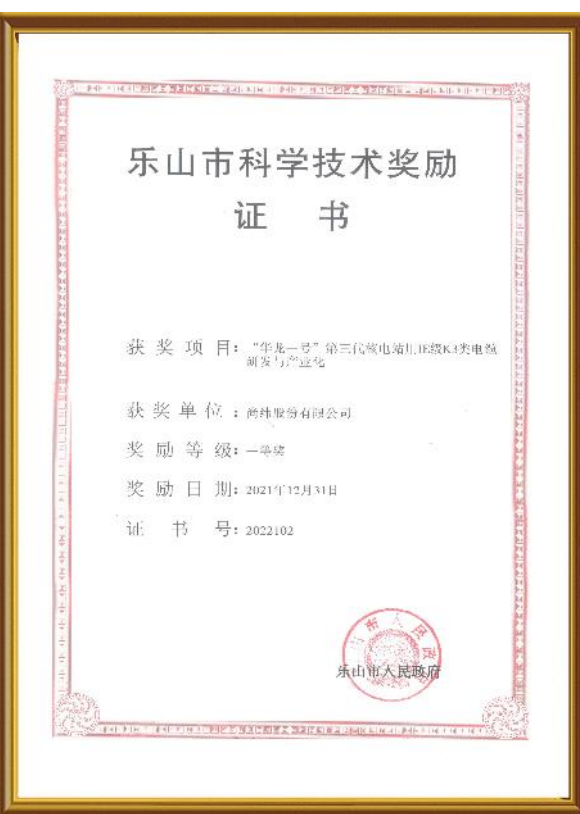 乐山市科学技术奖励
证 书
获 奖 项 目：“华龙一号”第三代核电站用1E级K3类电缆
研发与产业化
获 奖 单 位：尚纬股份有限公司
奖 励 等 级：一等奖
奖 励 日 期：2021年12月31日
证 书 号：2022102
乐山市人民政府